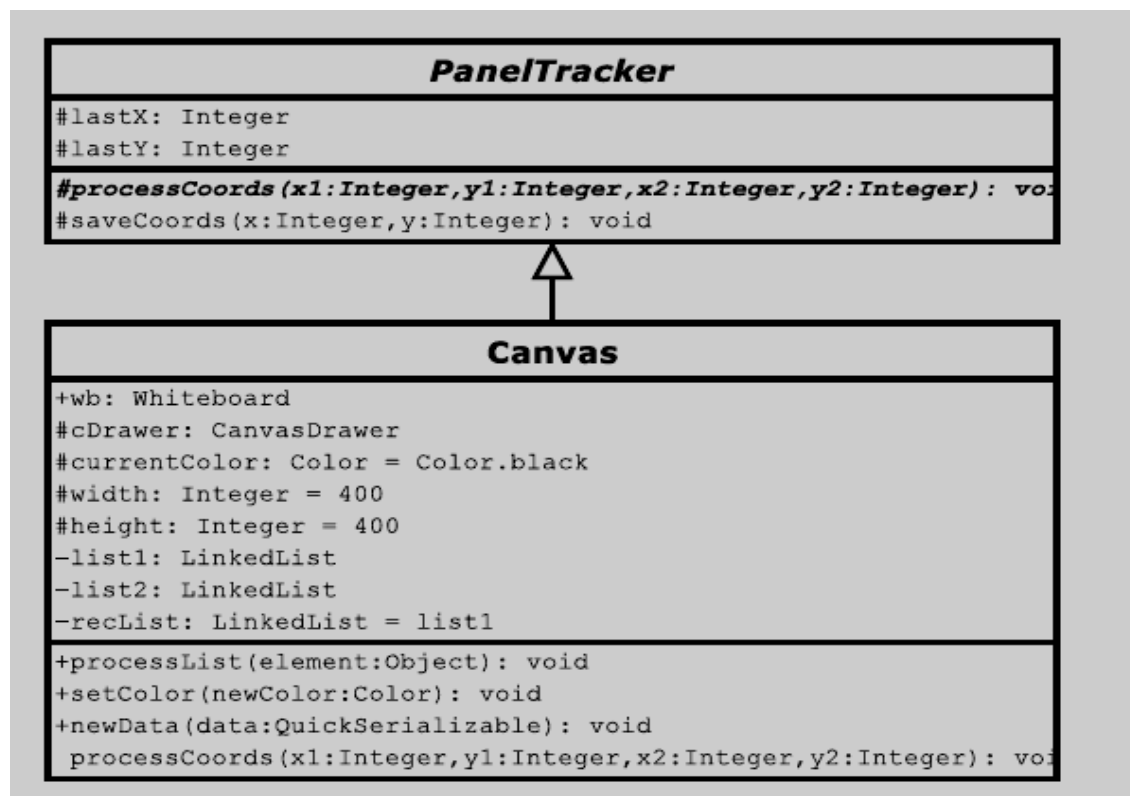 PanelTracker
#lastX: Integer
#lastY: Integer
#processCoords(x1:Integer,y1:Integer,x2:Integer,y2:Integer): voi
#saveCoords(x:Integer,y:Integer): void
Canvas
+wb: Whiteboard
#cDrawer: CanvasDrawer
#currentColor: Color = Color.black
#width: Integer = 400
#height: Integer = 400
−list1: LinkedList
−list2: LinkedList
−recList: LinkedList = list1
+processList(element:Object): void
+setColor(newColor:Color): void
+newData(data:QuickSerializable): void
processCoords(x1:Integer,y1:Integer,x2:Integer,y2:Integer): voi